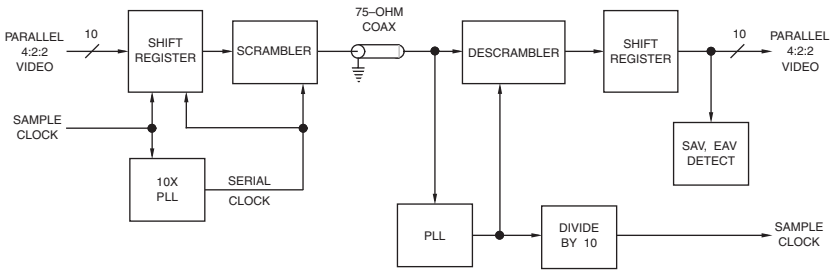 75–OHM
COAX
PARALLEL
4:2:2
VIDEO
10
SHIFT
REGISTER
SCRAMBLER
DESCRAMBLER
SHIFT
REGISTER
10
PARALLEL
4:2:2
VIDEO
SAMPLE
CLOCK
10X
PLL
SERIAL
CLOCK
SAV, EAV
DETECT
PLL
DIVIDE
BY 10
SAMPLE
CLOCK